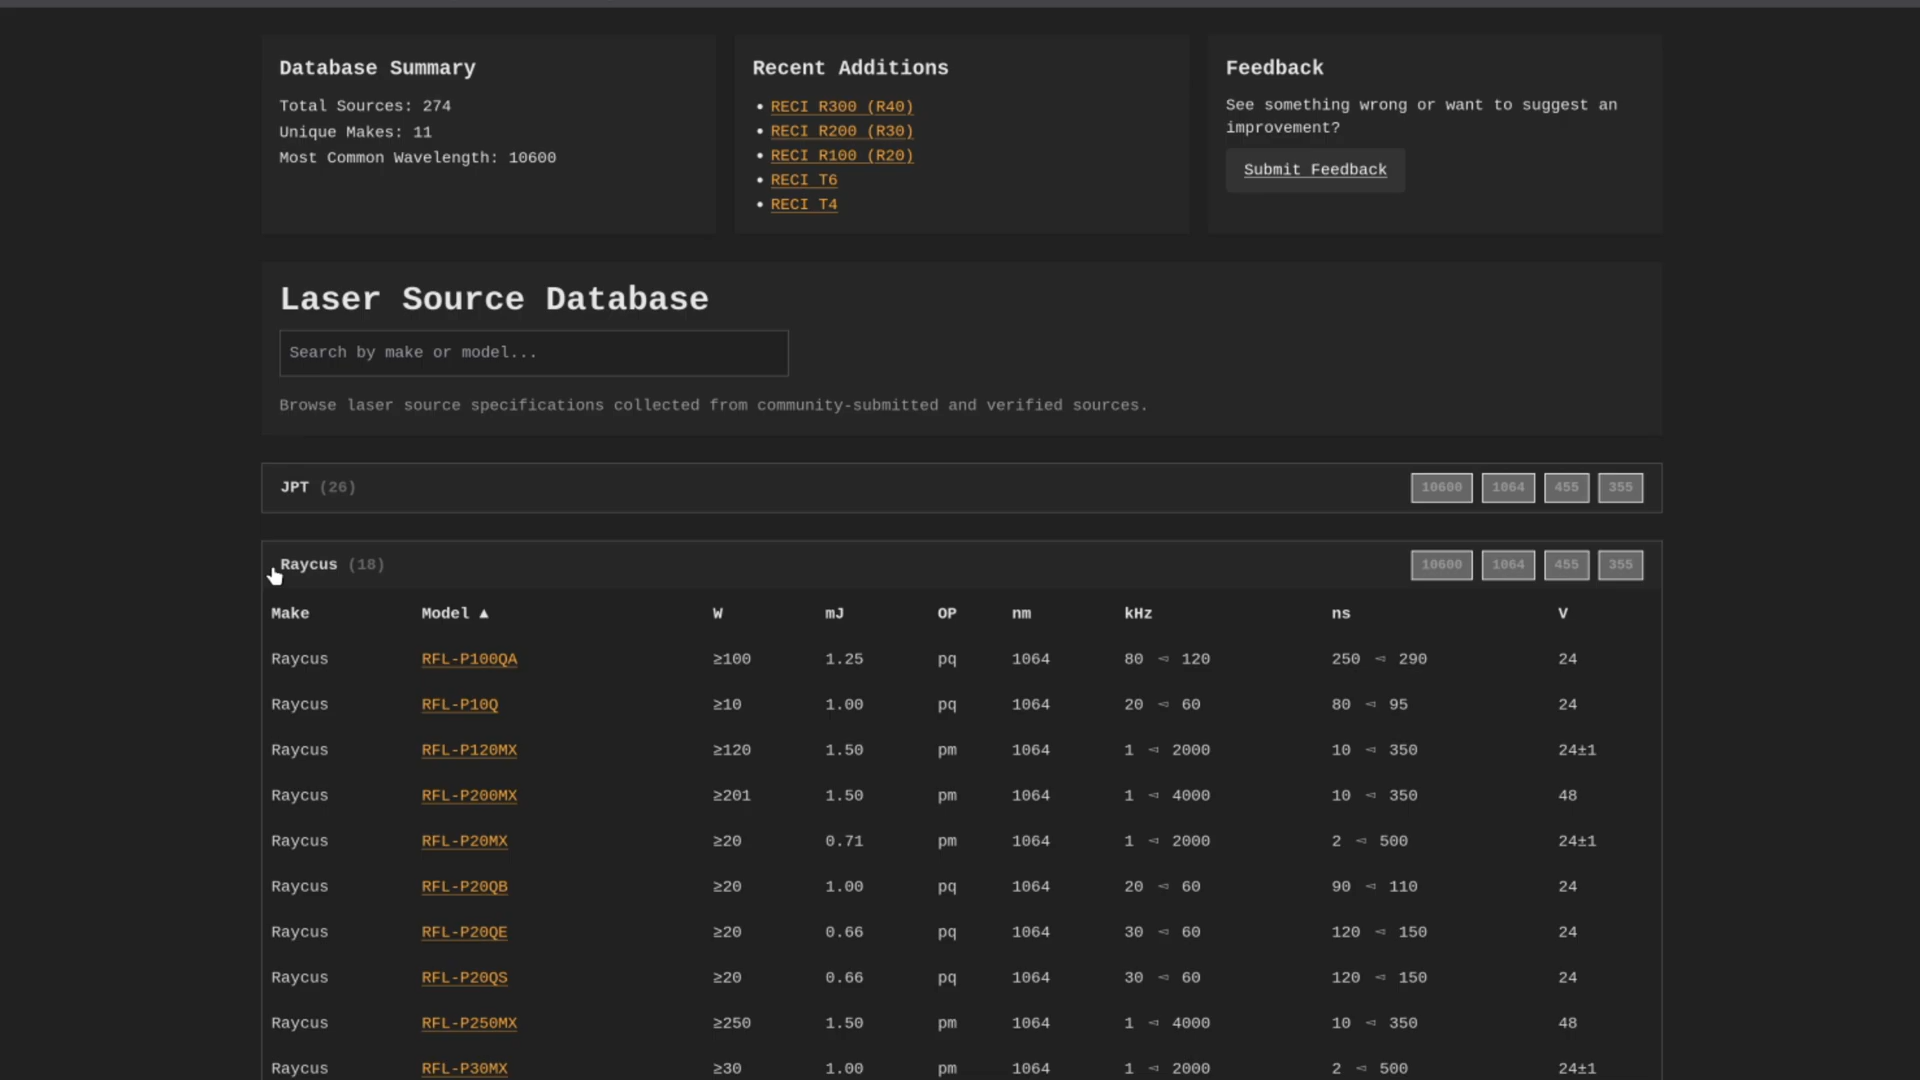 Database Summary
Total Sources: 274
Unique Makes: 11
Most Common Wavelength: 10600
Recent Additions
• RECI R300 (R40)
• RECI R200 (R30)
• RECI R100 (R20)
• RECI T6
• RECI T4
Feedback
See something wrong or want to suggest an
improvement?
Submit Feedback
Laser Source Database
Search by make or model...
Browse laser source specifications collected from community-submitted and verified sources.
JPT (26) 10600 1064 455 355
Raycus (18) 10600 1064 455 355
Make Model ▲ W mJ OP nm kHz ns V
Raycus RFL-P100QA ≥100 1.25 pq 1064 80 ⊲ 120 250 ⊲ 290 24
Raycus RFL-P10Q ≥10 1.00 pq 1064 20 ⊲ 60 80 ⊲ 95 24
Raycus RFL-P120MX ≥120 1.50 pm 1064 1 ⊲ 2000 10 ⊲ 350 24±1
Raycus RFL-P200MX ≥201 1.50 pm 1064 1 ⊲ 4000 10 ⊲ 350 48
Raycus RFL-P20MX ≥20 0.71 pm 1064 1 ⊲ 2000 2 ⊲ 500 24±1
Raycus RFL-P20QB ≥20 1.00 pq 1064 20 ⊲ 60 90 ⊲ 110 24
Raycus RFL-P20QE ≥20 0.66 pq 1064 30 ⊲ 60 120 ⊲ 150 24
Raycus RFL-P20QS ≥20 0.66 pq 1064 30 ⊲ 60 120 ⊲ 150 24
Raycus RFL-P250MX ≥250 1.50 pm 1064 1 ⊲ 4000 10 ⊲ 350 48
Raycus RFL-P30MX ≥30 1.00 pm 1064 1 ⊲ 2000 2 ⊲ 500 24±1